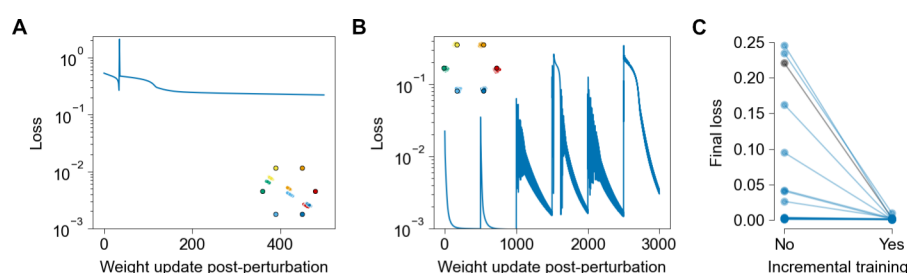 A
Loss
10⁰
10⁻¹
10⁻²
10⁻³
0
200
400
Weight update post-perturbation
B
Loss
10⁻¹
10⁻²
10⁻³
0
1000
2000
3000
Weight update post-perturbation
C
Final loss
0.25
0.20
0.15
0.10
0.05
0.00
No
Yes
Incremental training